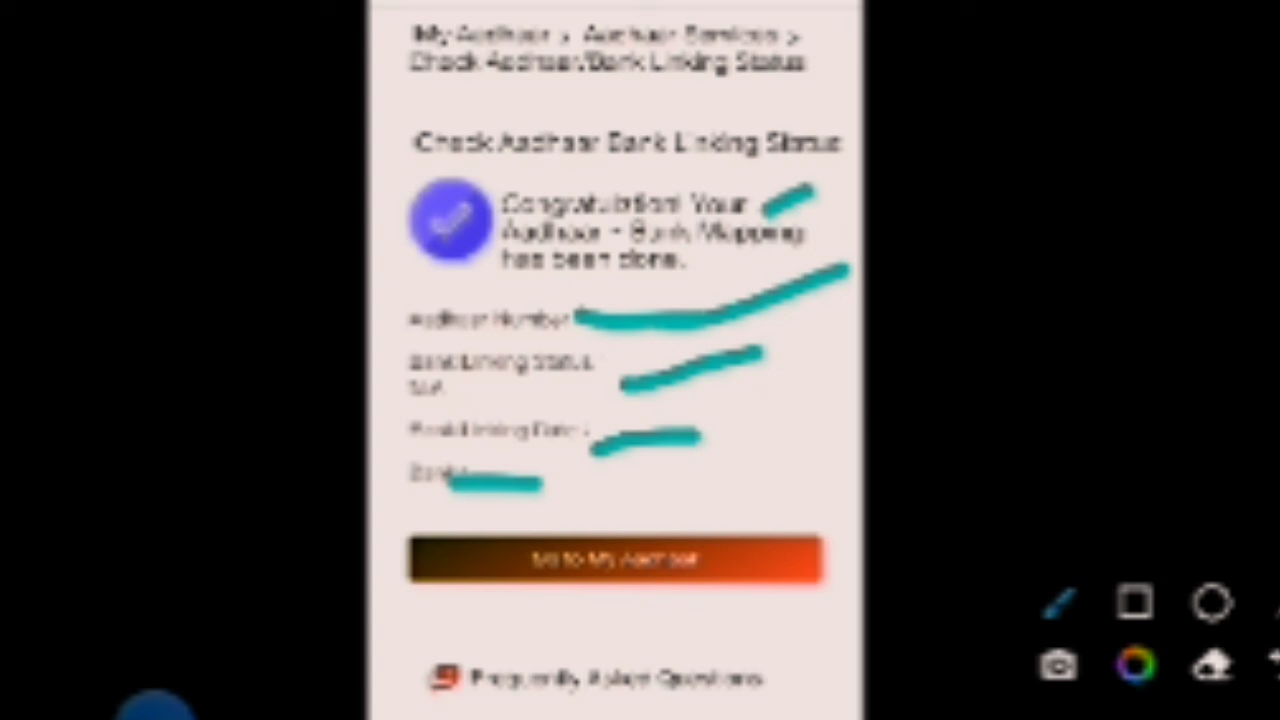 My Aadhaar > Aadhaar Services >
Check Aadhaar/Bank Linking Status
Check Aadhaar Bank Linking Status
Congratulation! Your
Aadhaar - Bank Mapping
has been done.
Aadhaar Number
Bank Linking Status
Bank Linking Date :
Bank
Go to My Aadhaar
Frequently Asked Questions